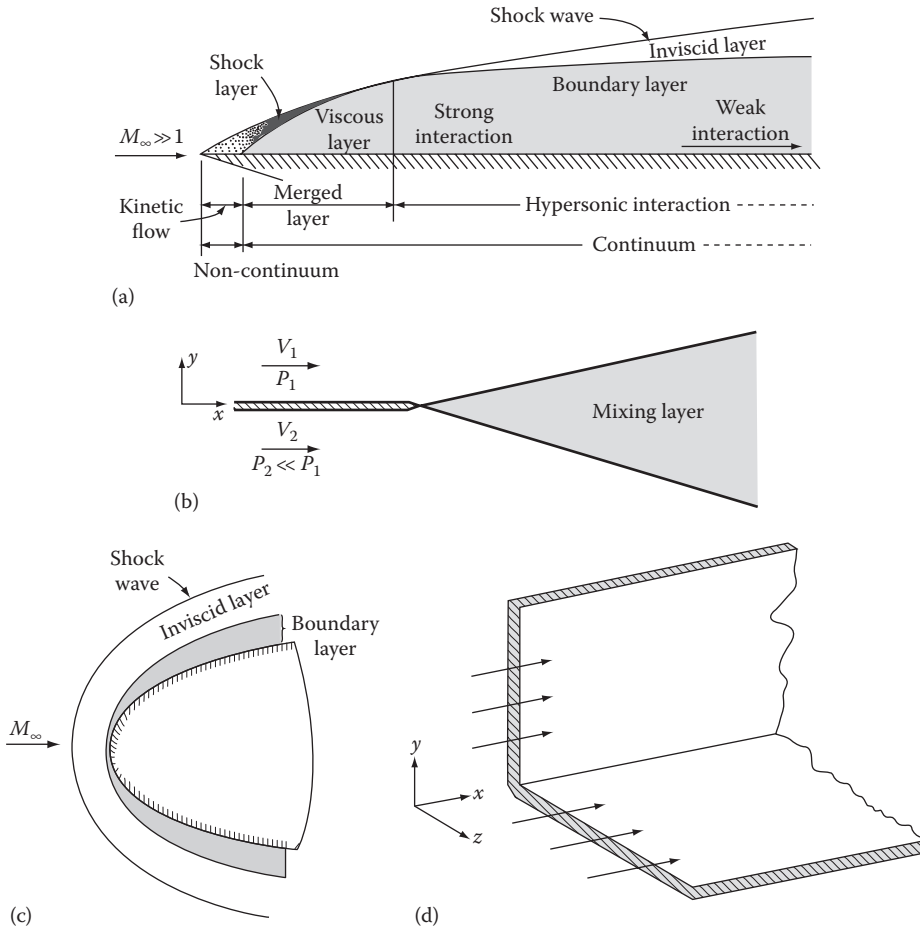 Shock wave
Inviscid layer
Shock
layer
Boundary layer
Viscous
layer
Strong
interaction
Weak
interaction
M∞≫1
Kinetic
flow
Merged
layer
Hypersonic interaction
Continuum
Non-continuum
(a)
y
x
V1
P1
V2
P2 ≪ P1
Mixing layer
(b)
Shock
wave
Inviscid layer
Boundary
layer
M∞
(c)
y
x
z
(d)